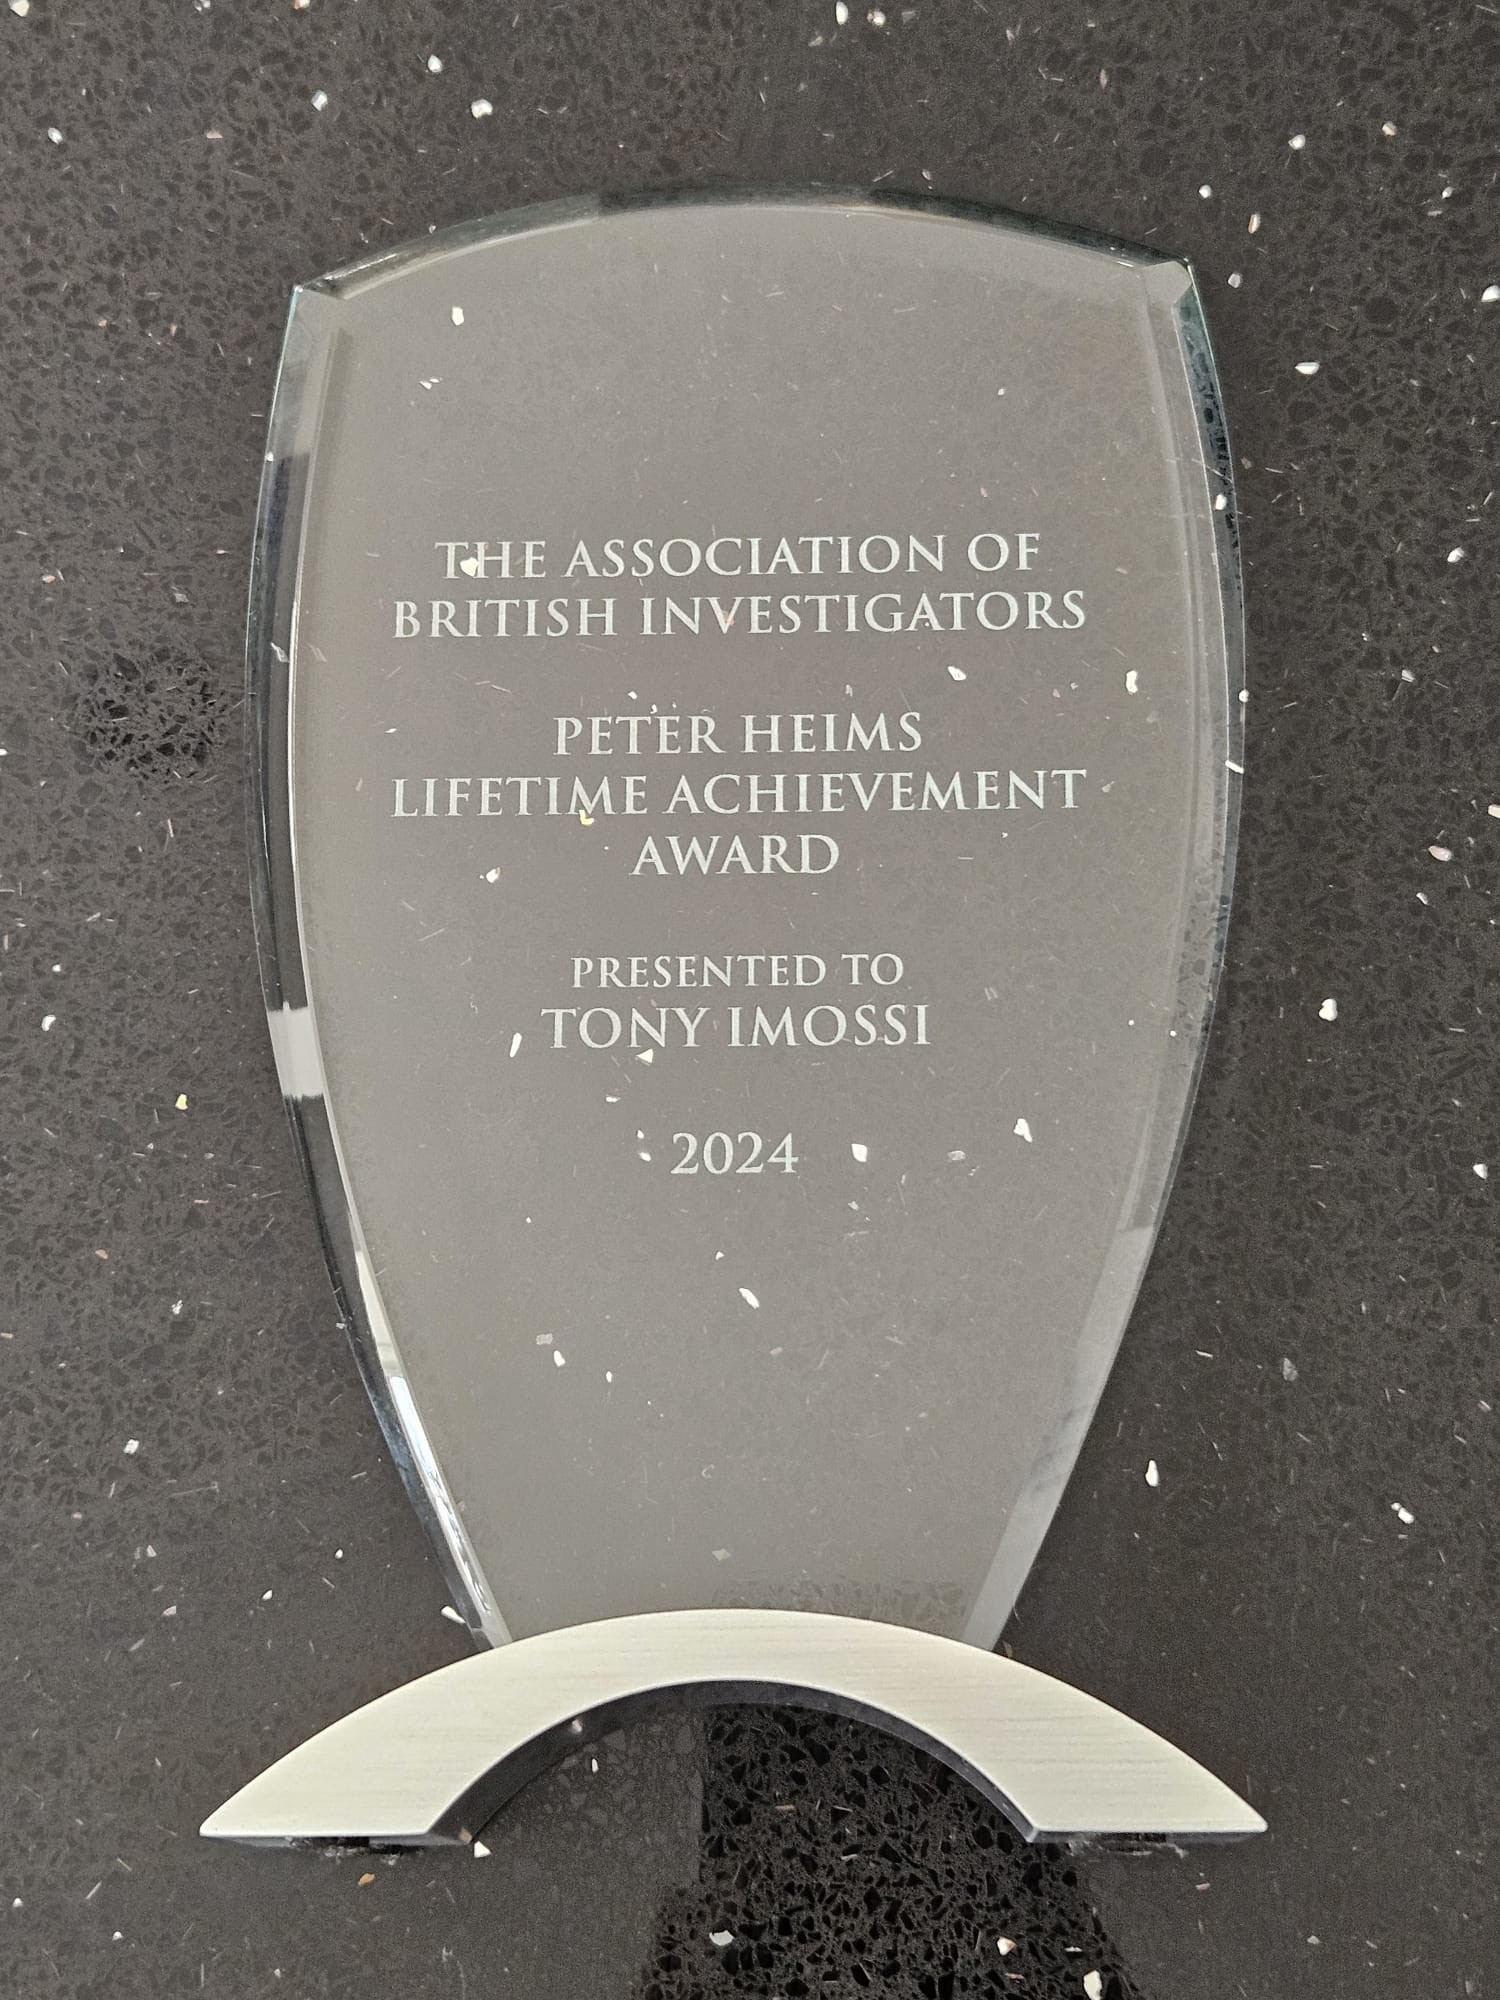 THE ASSOCIATION OF
BRITISH INVESTIGATORS
PETER HEIMS
LIFETIME ACHIEVEMENT
AWARD
PRESENTED TO
TONY IMOSSI
2024